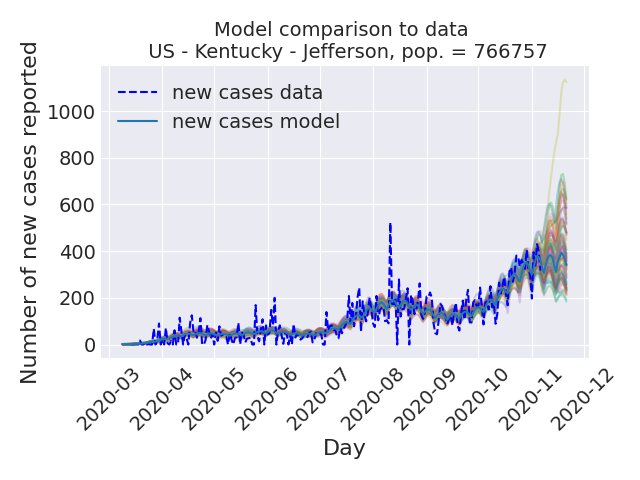 Model comparison to data
US - Kentucky - Jefferson, pop. = 766757
Number of new cases reported
1000
800
600
400
200
0
new cases data
new cases model
2020-03
2020-04
2020-05
2020-06
2020-07
2020-08
2020-09
2020-10
2020-11
2020-12
Day